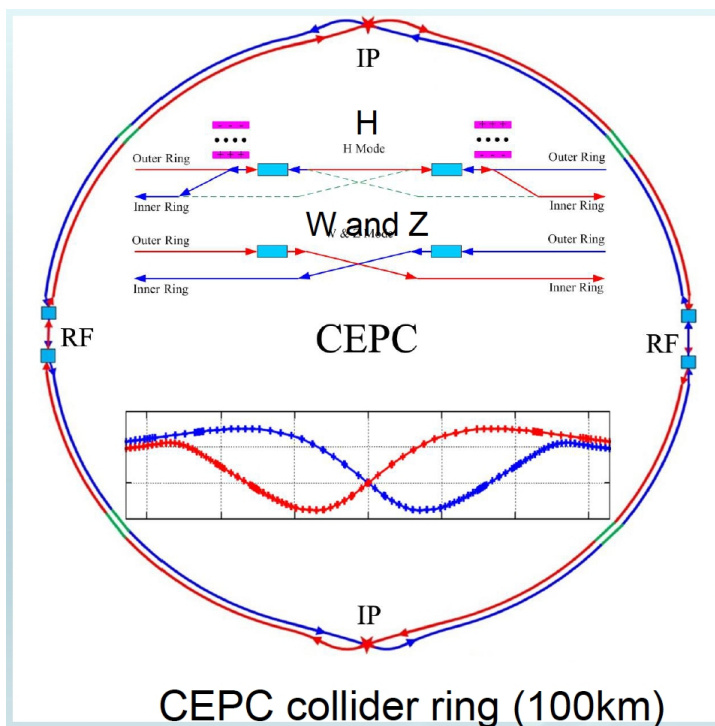 IP
H
H Mode
- - -
+ + +
+ + +
- - -
Outer Ring
Outer Ring
Inner Ring
Inner Ring
W and Z
W & Z Mode
Outer Ring
Outer Ring
Inner Ring
Inner Ring
RF
RF
CEPC
IP
CEPC collider ring (100km)